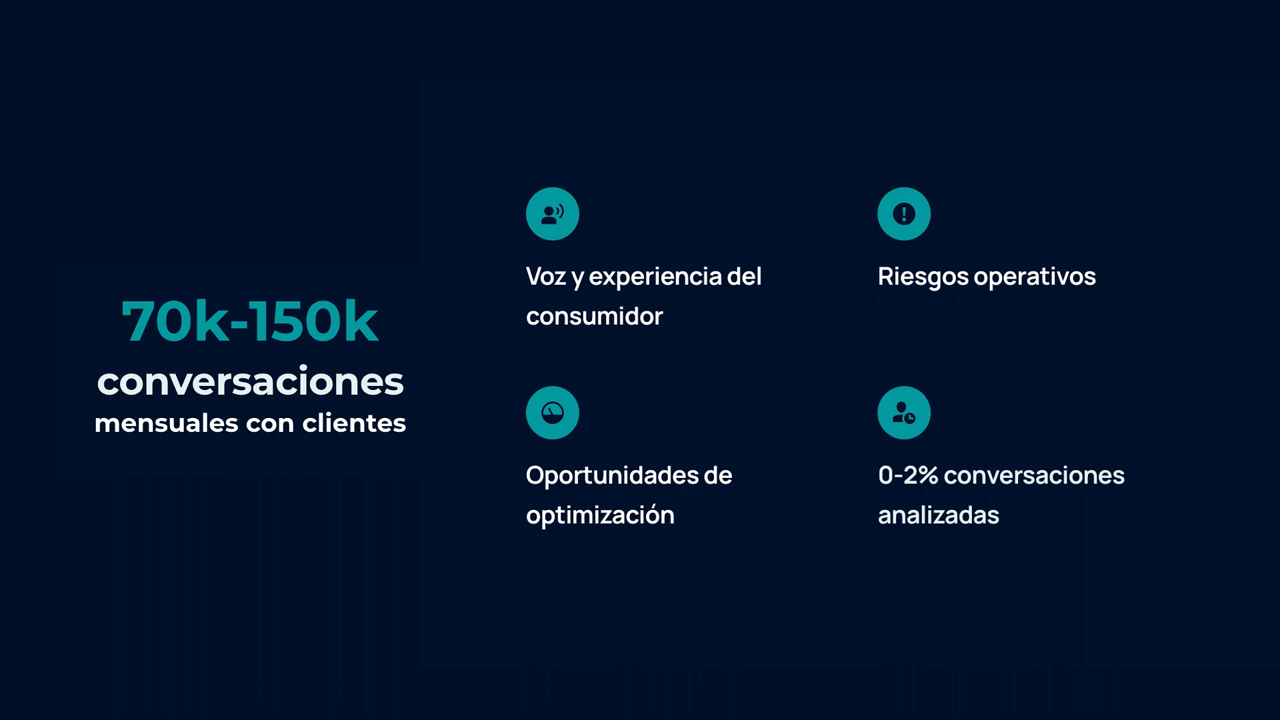 70k-150k
conversaciones
mensuales con clientes
Voz y experiencia del
consumidor
Riesgos operativos
Oportunidades de
optimización
0-2% conversaciones
analizadas